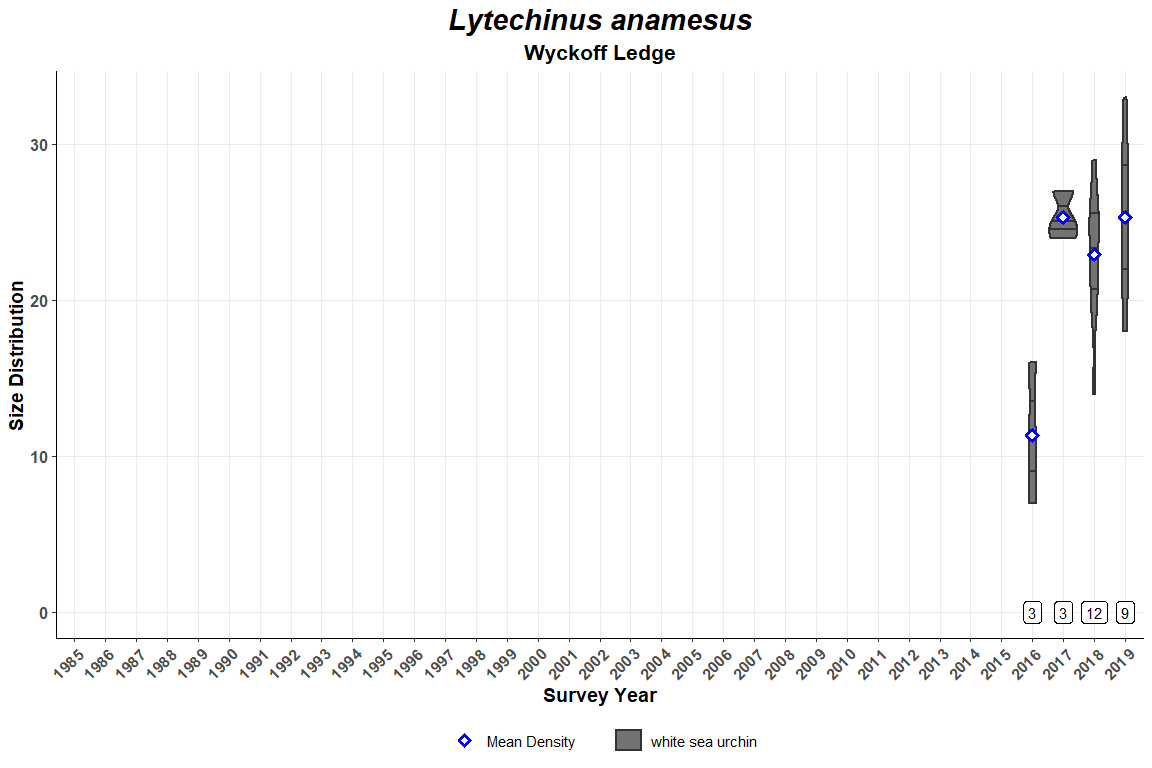 Lytechinus anamesus
Wyckoff Ledge
Size Distribution
30
20
10
0
3 3 12 9
1985 1986 1987 1988 1989 1990 1991 1992 1993 1994 1995 1996 1997 1998 1999 2000 2001 2002 2003 2004 2005 2006 2007 2008 2009 2010 2011 2012 2013 2014 2015 2016 2017 2018 2019
Survey Year
Mean Density white sea urchin